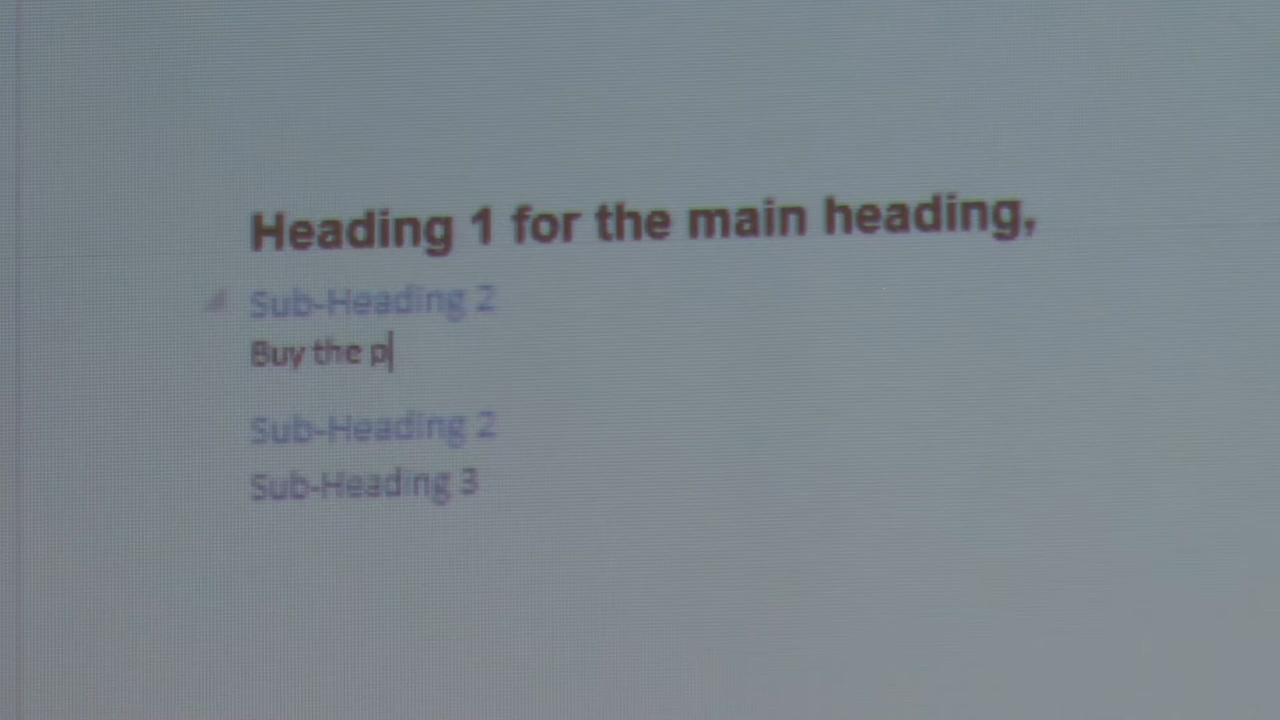 Heading 1 for the main heading,
Sub-Heading 2
Buy the p
Sub-Heading 2
Sub-Heading 3